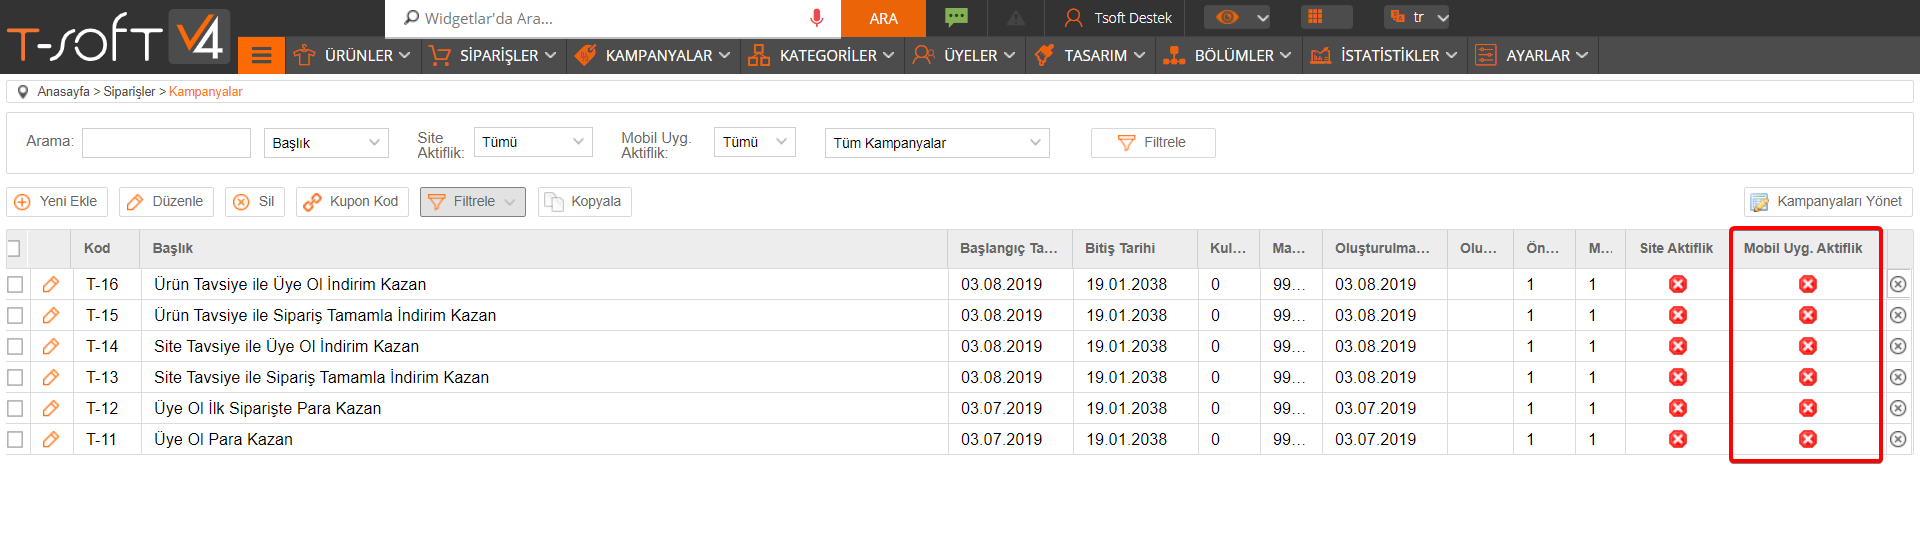 T-SOFT V4
Widgetlar'da Ara...
ARA
Tsoft Destek
tr
ÜRÜNLER
SİPARİŞLER
KAMPANYALAR
KATEGORİLER
ÜYELER
TASARIM
BÖLÜMLER
İSTATİSTİKLER
AYARLAR
Anasayfa > Siparişler > Kampanyalar
Arama:
Başlık
Site
Aktiflik:
Tümü
Mobil Uyg.
Aktiflik:
Tümü
Tüm Kampanyalar
Filtrele
Yeni Ekle
Düzenle
Sil
Kupon Kod
Filtrele
Kopyala
Kampanyaları Yönet
Kod Başlık Başlangıç Ta... Bitiş Tarihi Kul... Ma... Oluşturulma... Olu... Ön... M... Site Aktiflik Mobil Uyg. Aktiflik
T-16 Ürün Tavsiye ile Üye Ol İndirim Kazan 03.08.2019 19.01.2038 0 99... 03.08.2019 1 1
T-15 Ürün Tavsiye ile Sipariş Tamamla İndirim Kazan 03.08.2019 19.01.2038 0 99... 03.08.2019 1 1
T-14 Site Tavsiye ile Üye Ol İndirim Kazan 03.08.2019 19.01.2038 0 99... 03.08.2019 1 1
T-13 Site Tavsiye ile Sipariş Tamamla İndirim Kazan 03.08.2019 19.01.2038 0 99... 03.08.2019 1 1
T-12 Üye Ol İlk Siparişte Para Kazan 03.07.2019 19.01.2038 0 99... 03.07.2019 1 1
T-11 Üye Ol Para Kazan 03.07.2019 19.01.2038 0 99... 03.07.2019 1 1